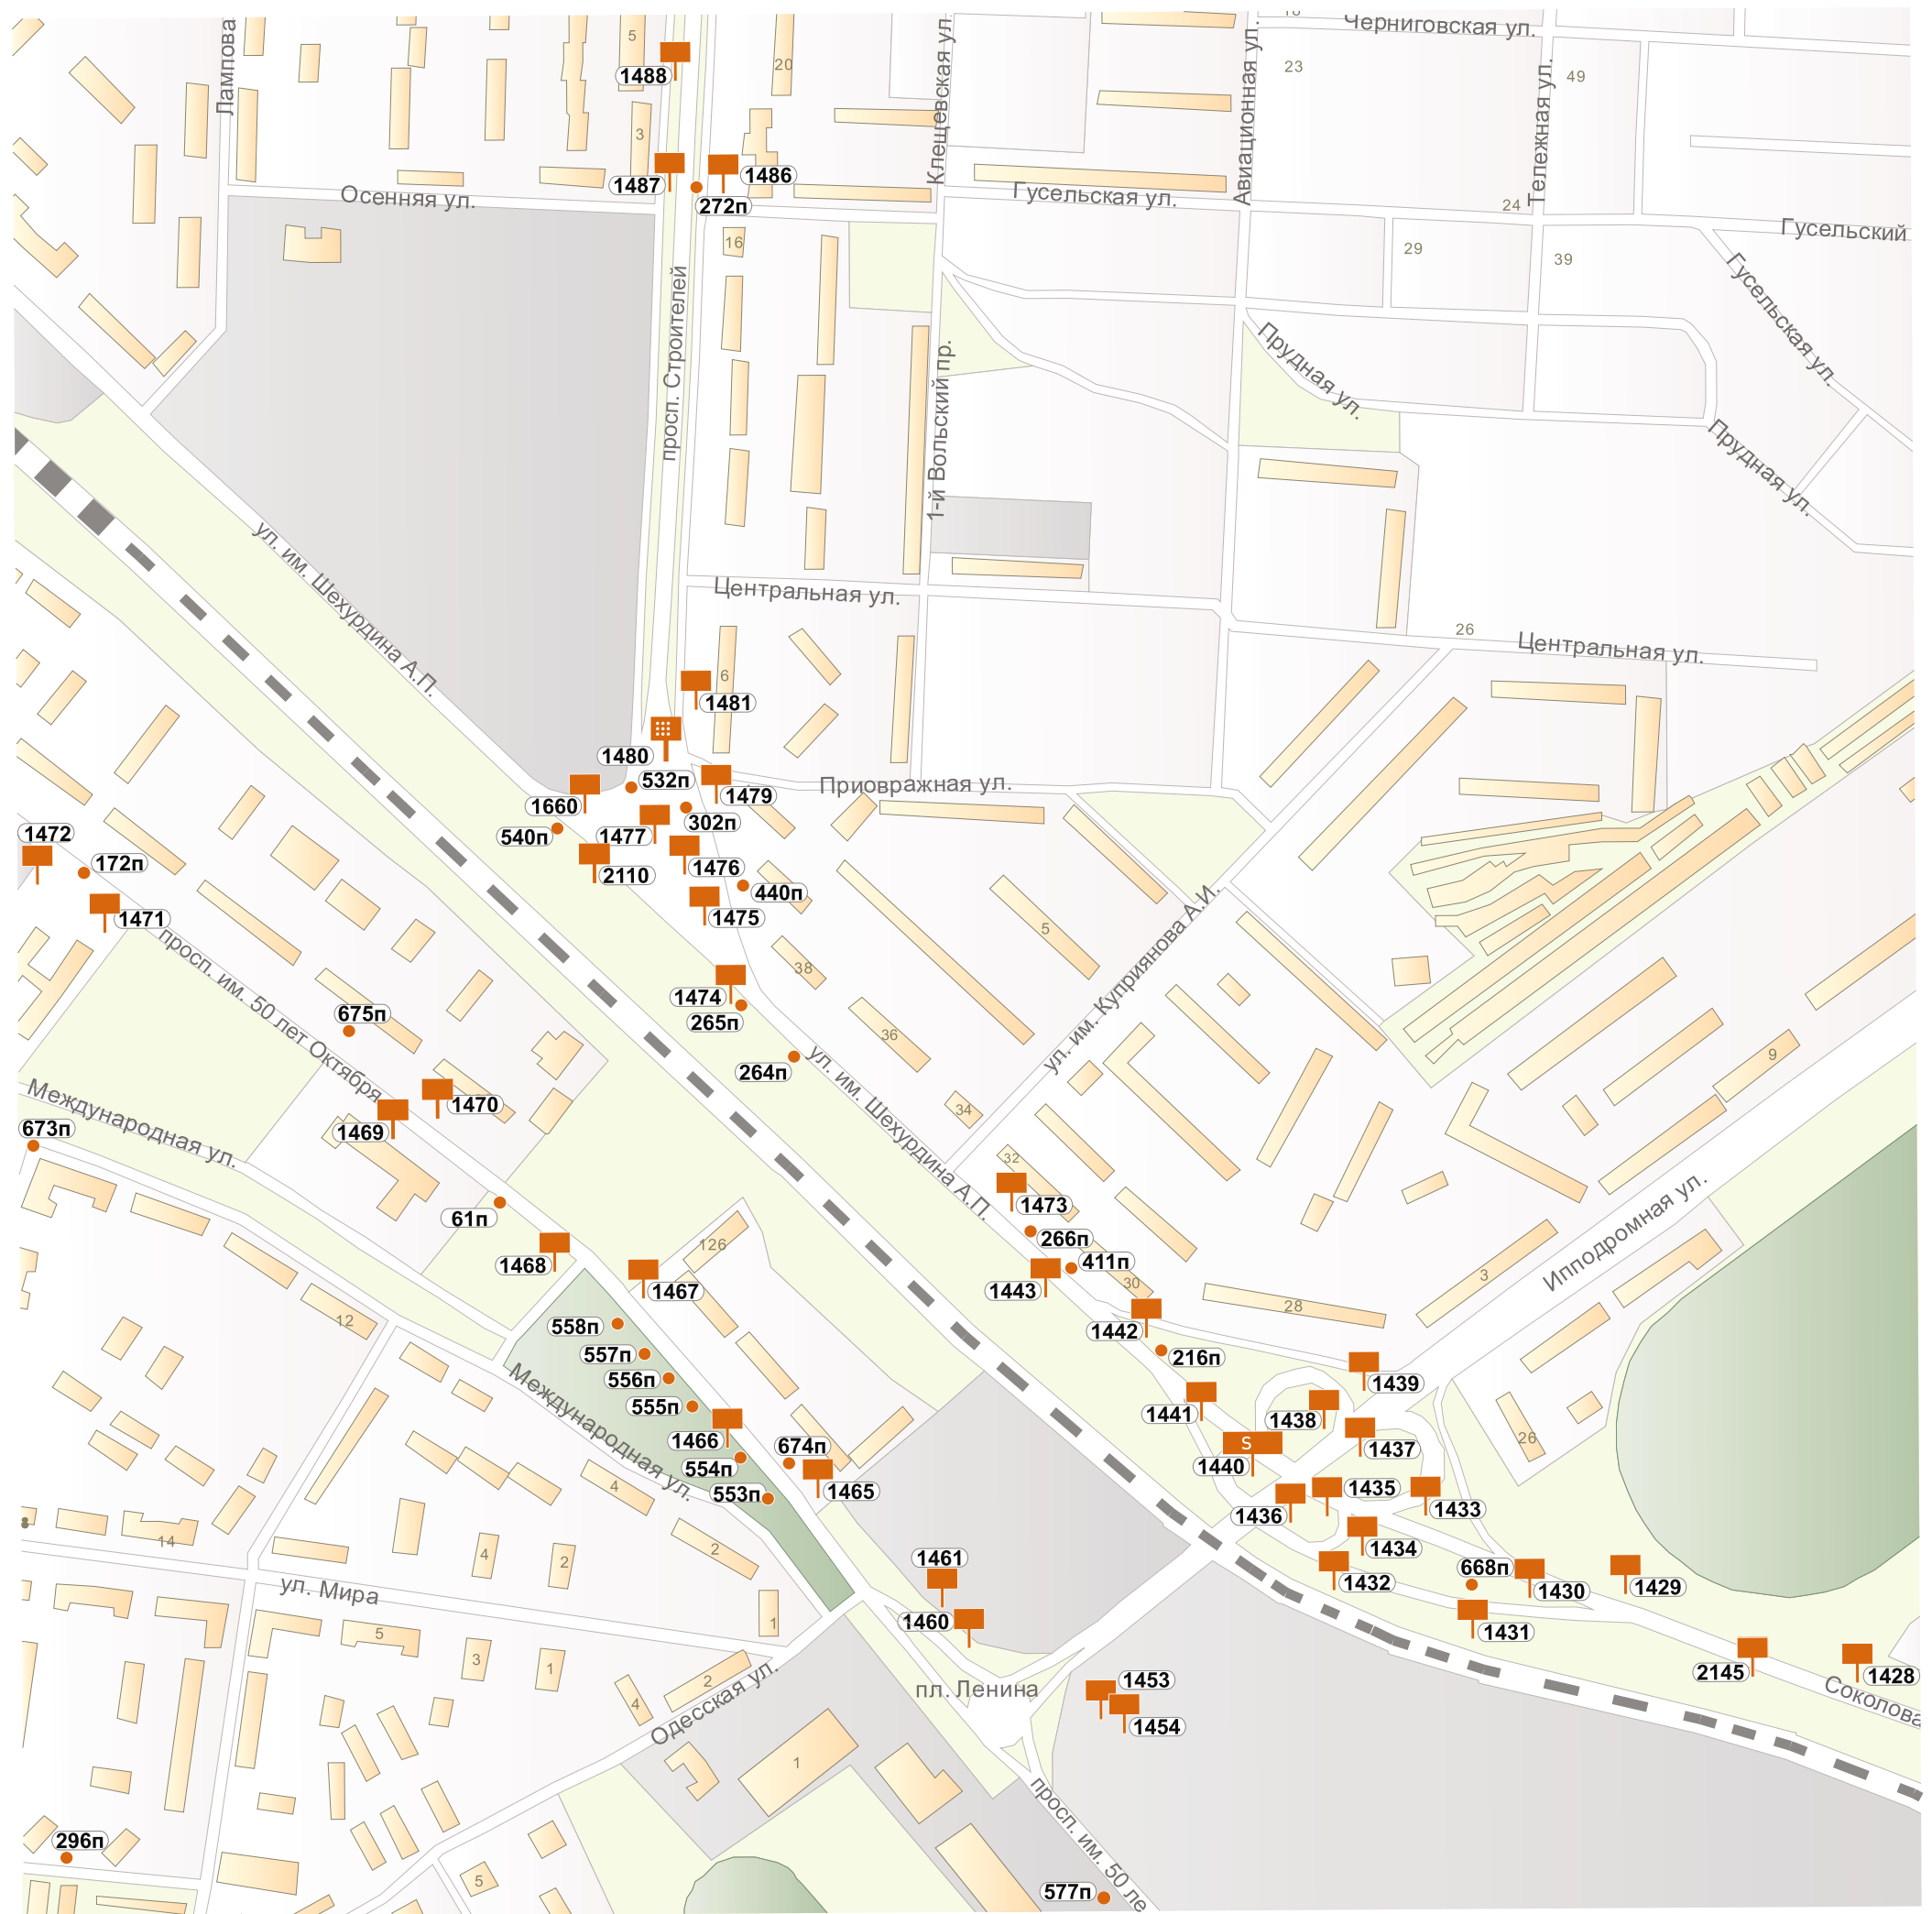 Черниговская ул.
Ламповая
5
1488
20
Клещевская ул.
Авиационная ул.
23
49
Тележная ул.
3
1487
1486
272п
Осенняя ул.
Гусельская ул.
24
Гусельский
16
29
39
Гусельская ул.
просп. Строителей
Прудная ул.
1-й Вольский пр.
Прудная ул.
ул. им. Шехурдина А.П.
Центральная ул.
26
Центральная ул.
6
1481
1480
532п
1479
Приовражная ул.
1660
302п
540п
1477
1472
172п
1476
2110
440п
1471
1475
5
просп. им. 50 лет Октября
38
1474
265п
675п
36
ул. им. Куприянова А.И.
264п
9
ул. им. Шехурдина А.П.
Международная ул.
1470
34
673п
1469
32
1473
61п
266п
Ипподромная ул.
126
1468
411п
1467
1443
30
3
28
12
558п
1442
557п
216п
556п
1439
Международная ул.
555п
1441
1438
26
1466
674п
S
1437
554п
1440
4
553п
1465
1435
1433
1436
14
2
4
2
1434
1461
668п
ул. Мира
1432
1430
1429
1
1460
5
1431
3
1
2
1453
2145
1428
4
пл. Ленина
Соколова
Одесская ул.
1454
1
просп. им. 50 ле
296п
5
577п